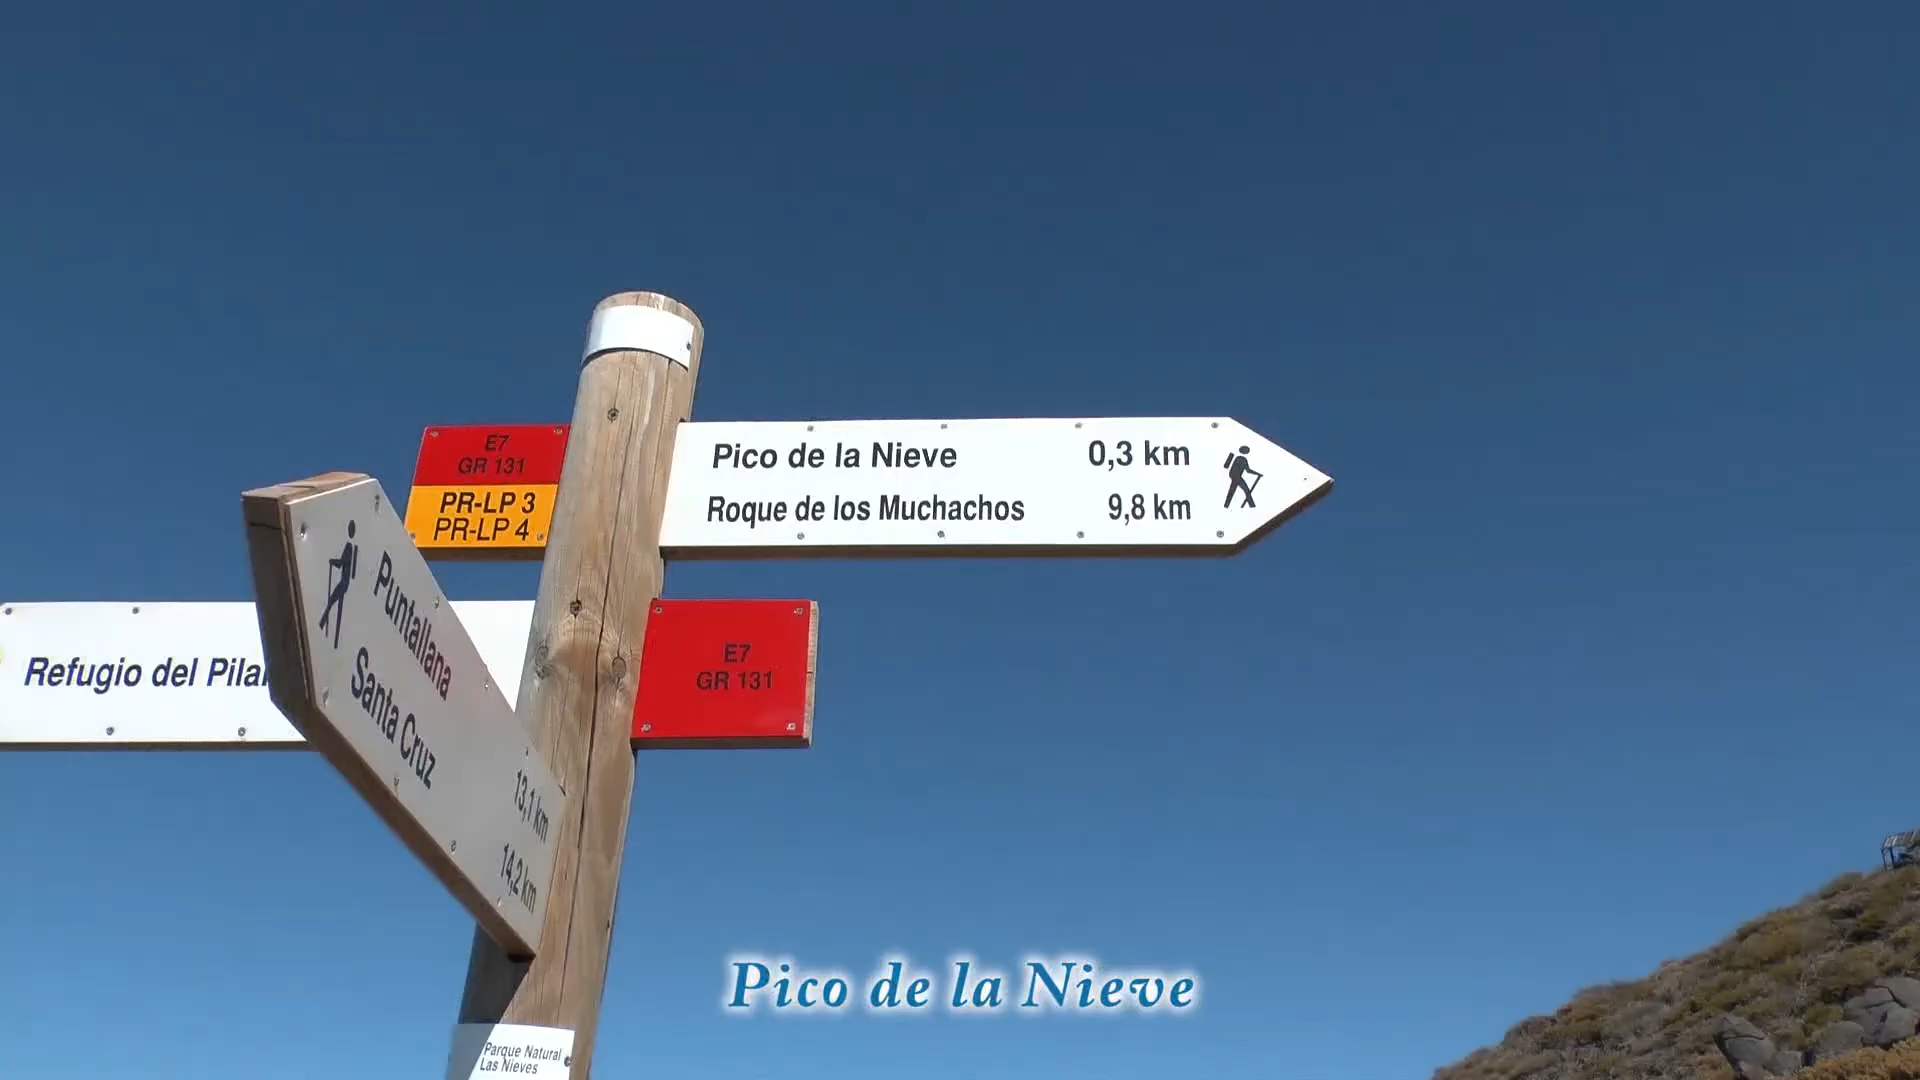 E7
GR 131
PR-LP 3
PR-LP 4
Pico de la Nieve 0,3 km
Roque de los Muchachos 9,8 km
Puntallana 13,1 km
Santa Cruz 14,2 km
Refugio del Pilar
E7
GR 131
Pico de la Nieve
Parque Natural
Las Nieves